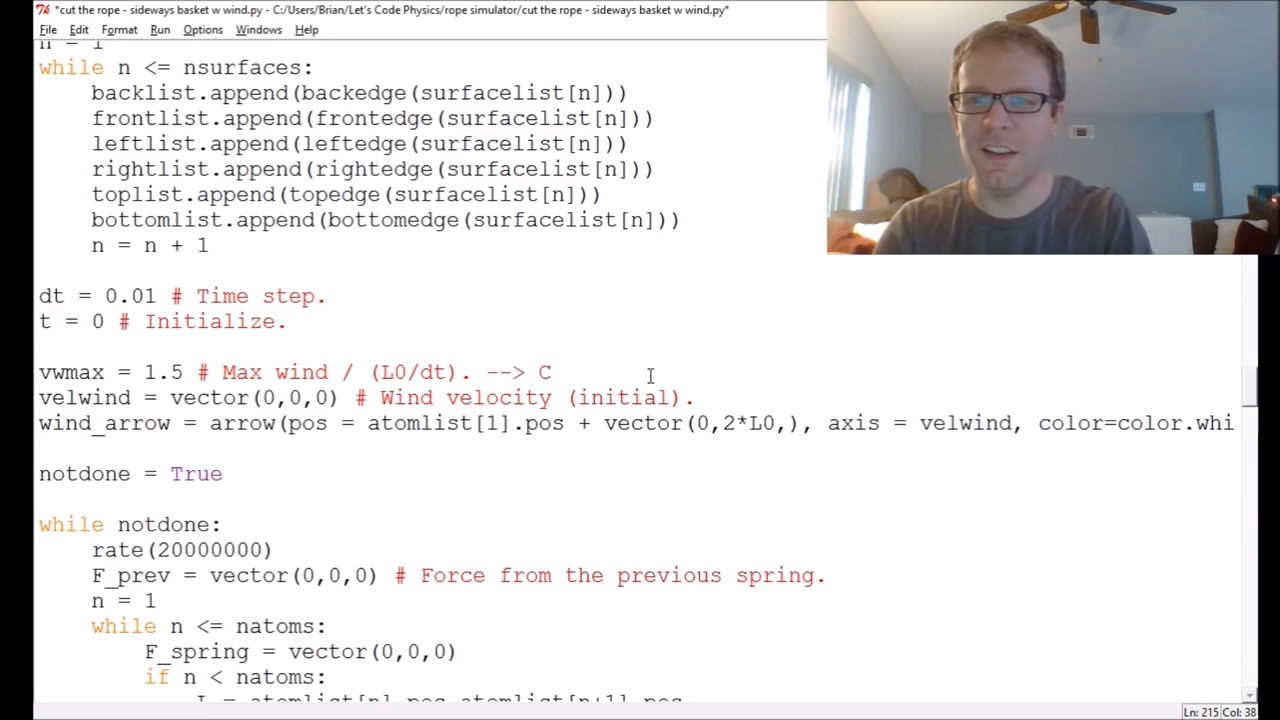 *cut the rope - sideways basket w wind.py - C:/Users/Brian/Let's Code Physics/rope simulator/cut the rope - sideways basket w wind.py*
File Edit Format Run Options Windows Help
n = 1
while n <= nsurfaces:
backlist.append(backedge(surfacelist[n]))
frontlist.append(frontedge(surfacelist[n]))
leftlist.append(leftedge(surfacelist[n]))
rightlist.append(rightedge(surfacelist[n]))
toplist.append(topedge(surfacelist[n]))
bottomlist.append(bottomedge(surfacelist[n]))
n = n + 1
dt = 0.01 # Time step.
t = 0 # Initialize.
vwmax = 1.5 # Max wind / (L0/dt). --> C
velwind = vector(0,0,0) # Wind velocity (initial).
wind_arrow = arrow(pos = atomlist[1].pos + vector(0,2*L0,), axis = velwind, color=color.whi
notdone = True
while notdone:
rate(20000000)
F_prev = vector(0,0,0) # Force from the previous spring.
n = 1
while n <= natoms:
F_spring = vector(0,0,0)
if n < natoms:
L = atomlist[n].pos-atomlist[n+1].pos
Ln: 215 Col: 38